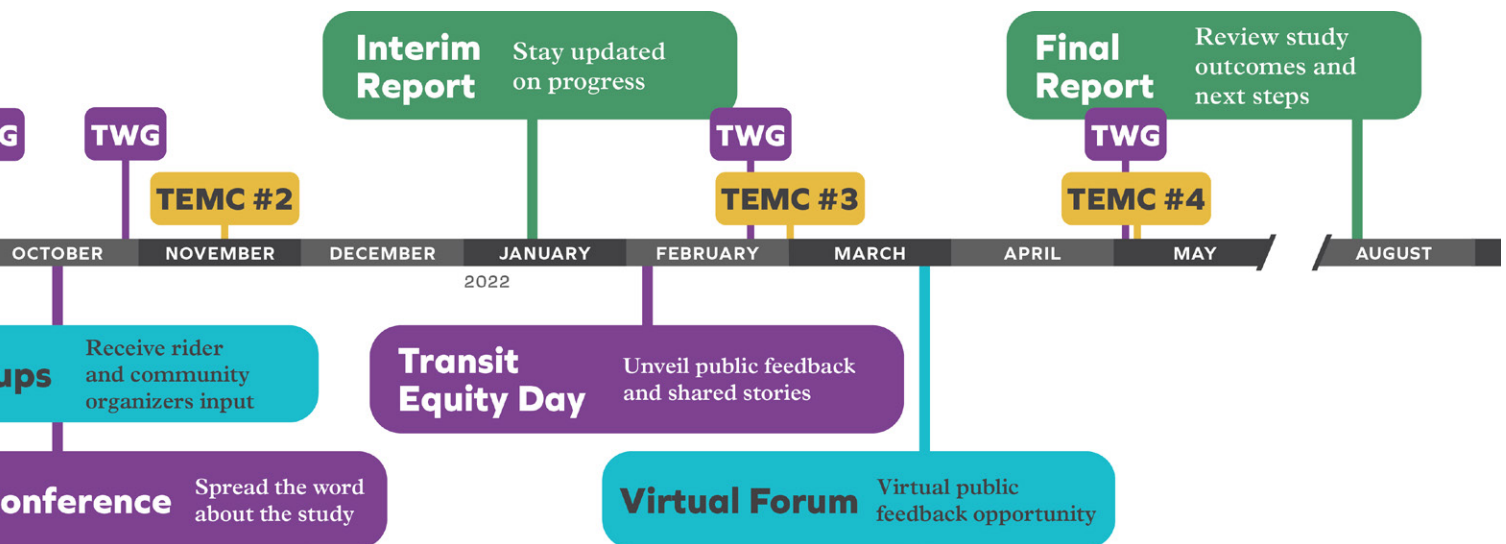 Interim
Report
Stay updated
on progress
Final
Report
Review study
outcomes and
next steps
G
TWG
TWG
TWG
TEMC #2
TEMC #3
TEMC #4
OCTOBER NOVEMBER DECEMBER JANUARY FEBRUARY MARCH APRIL MAY AUGUST
2022
ups
Receive rider
and community
organizers input
Transit
Equity Day
Unveil public feedback
and shared stories
onference
Spread the word
about the study
Virtual Forum
Virtual public
feedback opportunity